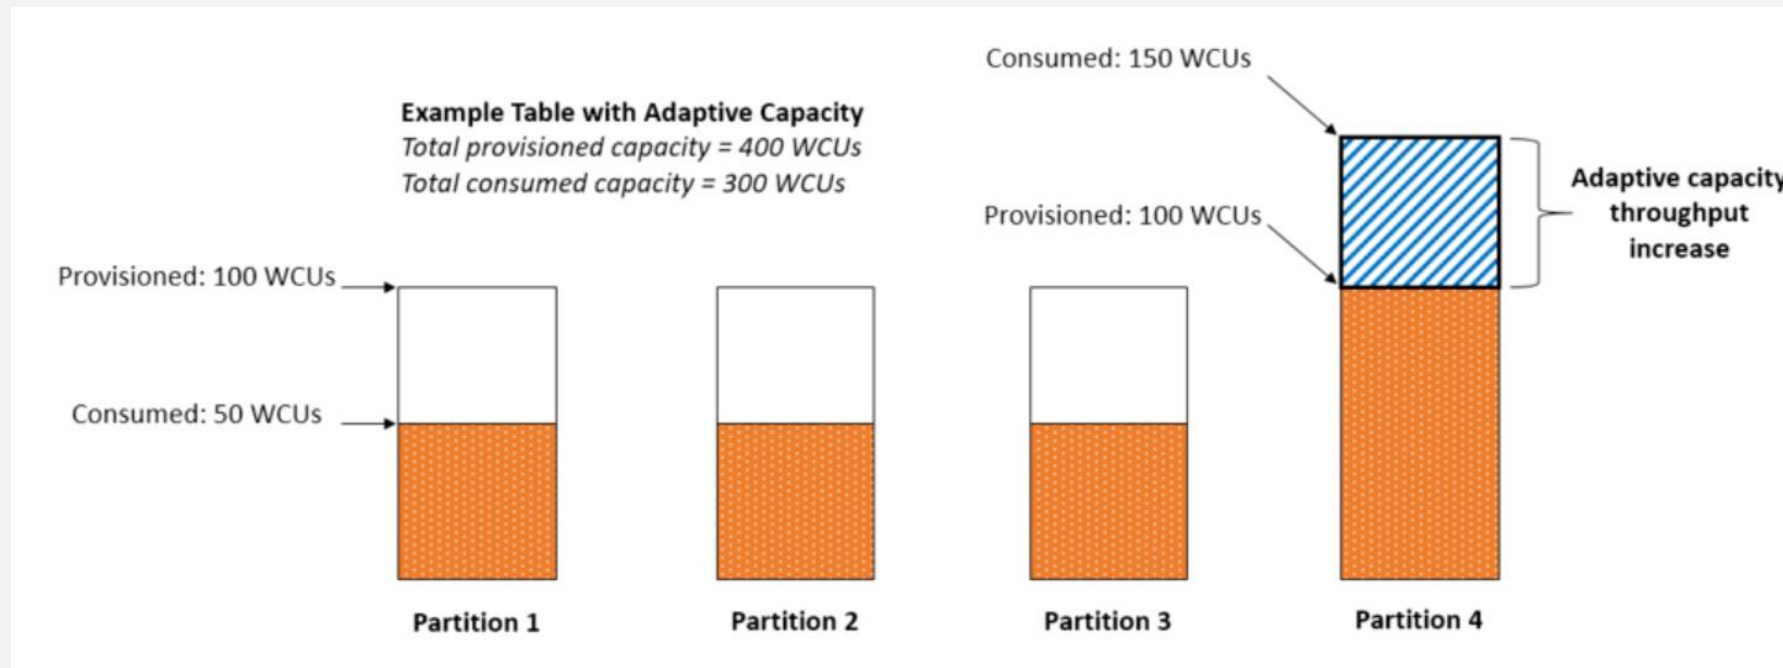 Consumed: 150 WCUs
Example Table with Adaptive Capacity
Total provisioned capacity = 400 WCUs
Total consumed capacity = 300 WCUs
Adaptive capacity
throughput
increase
Provisioned: 100 WCUs
Provisioned: 100 WCUs
Consumed: 50 WCUs
Partition 1
Partition 2
Partition 3
Partition 4